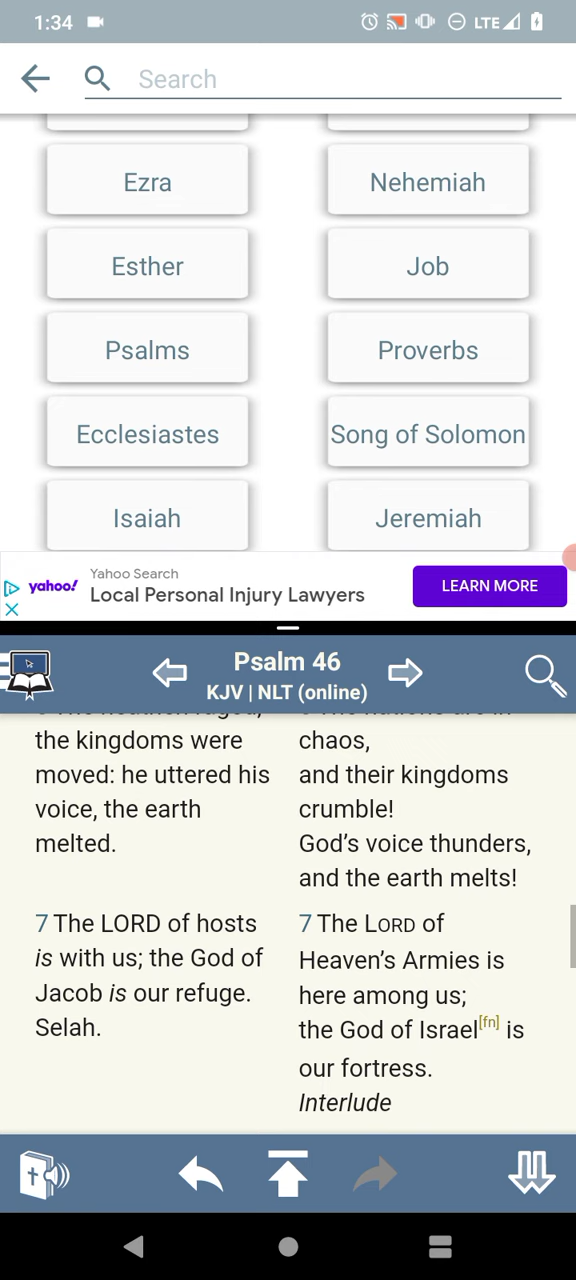 1:34
LTE
Search
Ezra
Nehemiah
Esther
Job
Psalms
Proverbs
Ecclesiastes
Song of Solomon
Isaiah
Jeremiah
yahoo!
Yahoo Search
Local Personal Injury Lawyers
LEARN MORE
Psalm 46
KJV | NLT (online)
the kingdoms were
moved: he uttered his
voice, the earth
melted.
chaos,
and their kingdoms
crumble!
God’s voice thunders,
and the earth melts!
7 The LORD of hosts
is with us; the God of
Jacob is our refuge.
Selah.
7 The LORD of
Heaven’s Armies is
here among us;
the God of Israel[fn] is
our fortress.
Interlude